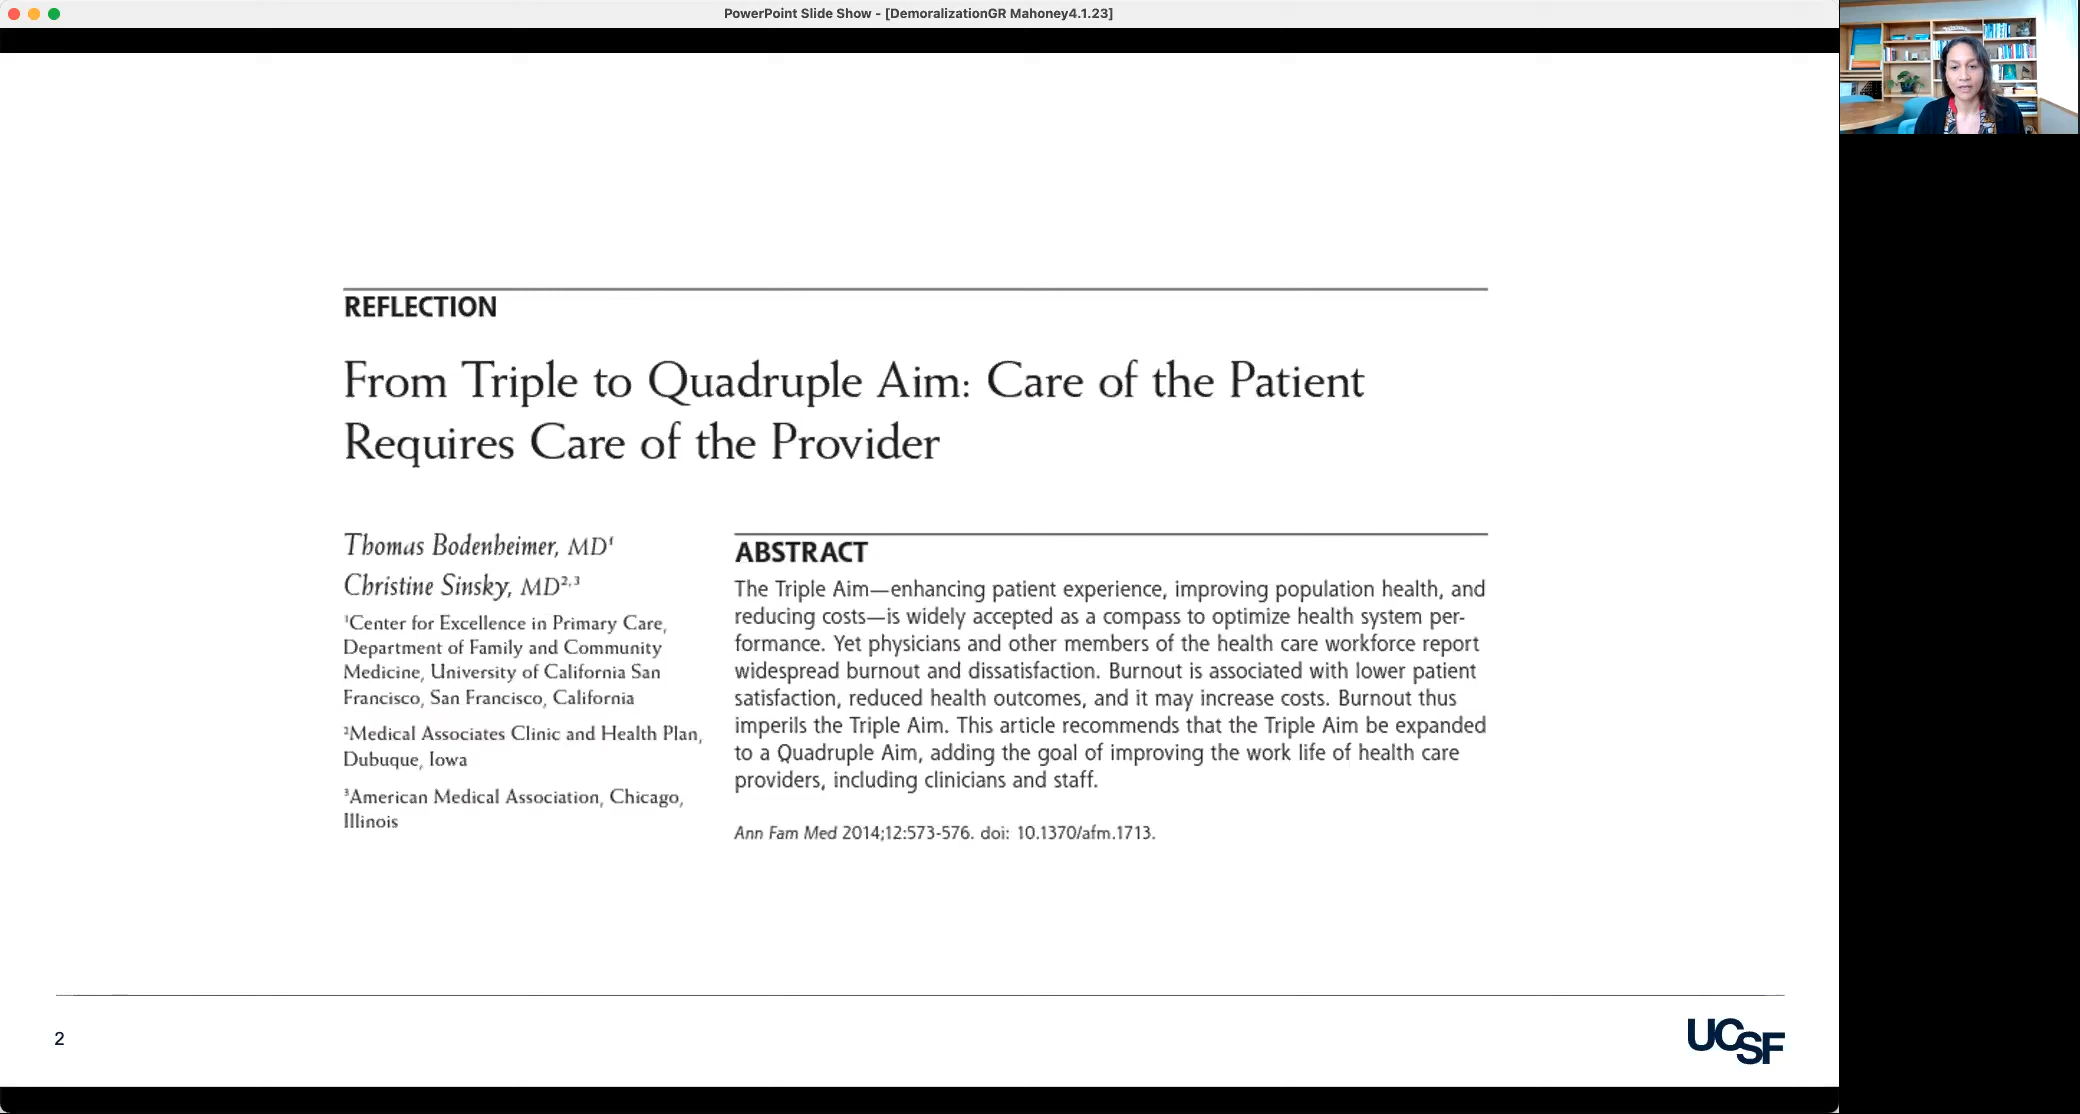 PowerPoint Slide Show - [DemoralizationGR Mahoney4.1.23]
REFLECTION
From Triple to Quadruple Aim: Care of the Patient
Requires Care of the Provider
Thomas Bodenheimer, MD¹
Christine Sinsky, MD²,³
¹Center for Excellence in Primary Care,
Department of Family and Community
Medicine, University of California San
Francisco, San Francisco, California
²Medical Associates Clinic and Health Plan,
Dubuque, Iowa
³American Medical Association, Chicago,
Illinois
ABSTRACT
The Triple Aim—enhancing patient experience, improving population health, and
reducing costs—is widely accepted as a compass to optimize health system per-
formance. Yet physicians and other members of the health care workforce report
widespread burnout and dissatisfaction. Burnout is associated with lower patient
satisfaction, reduced health outcomes, and it may increase costs. Burnout thus
imperils the Triple Aim. This article recommends that the Triple Aim be expanded
to a Quadruple Aim, adding the goal of improving the work life of health care
providers, including clinicians and staff.
Ann Fam Med 2014;12:573-576. doi: 10.1370/afm.1713.
2
UCSF